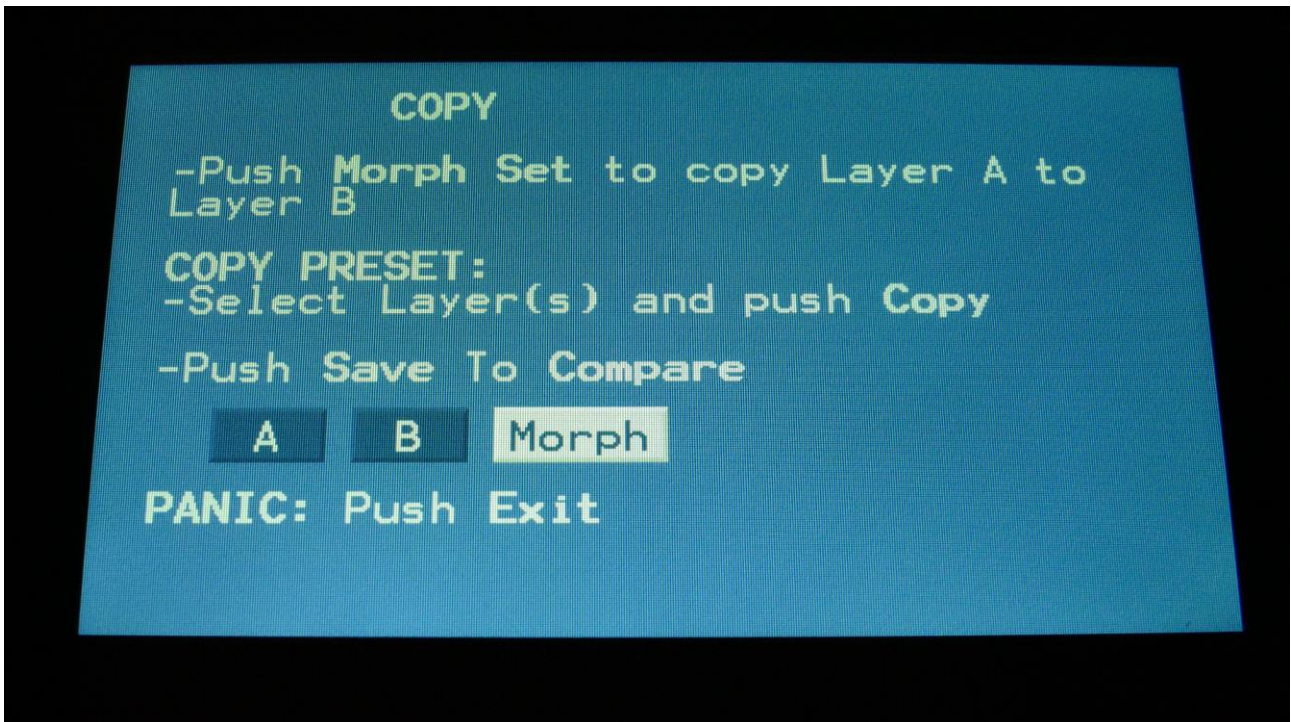 COPY
-Push Morph Set to copy Layer A to
Layer B
COPY PRESET:
-Select Layer(s) and push Copy
-Push Save To Compare
A B Morph
PANIC: Push Exit